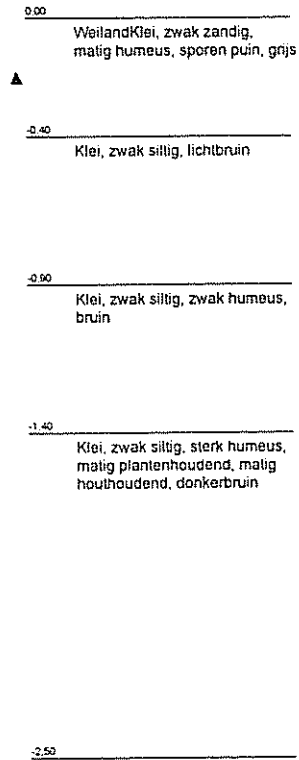 0.00
WeilandKlei, zwak zandig,
matig humeus, sporen puin, grijs
-0.40
Klei, zwak siltig, lichtbruin
-0.90
Klei, zwak siltig, zwak humeus,
bruin
-1.40
Klei, zwak siltig, sterk humeus,
matig plantenhoudend, matig
houthoudend, donkerbruin
-2.50